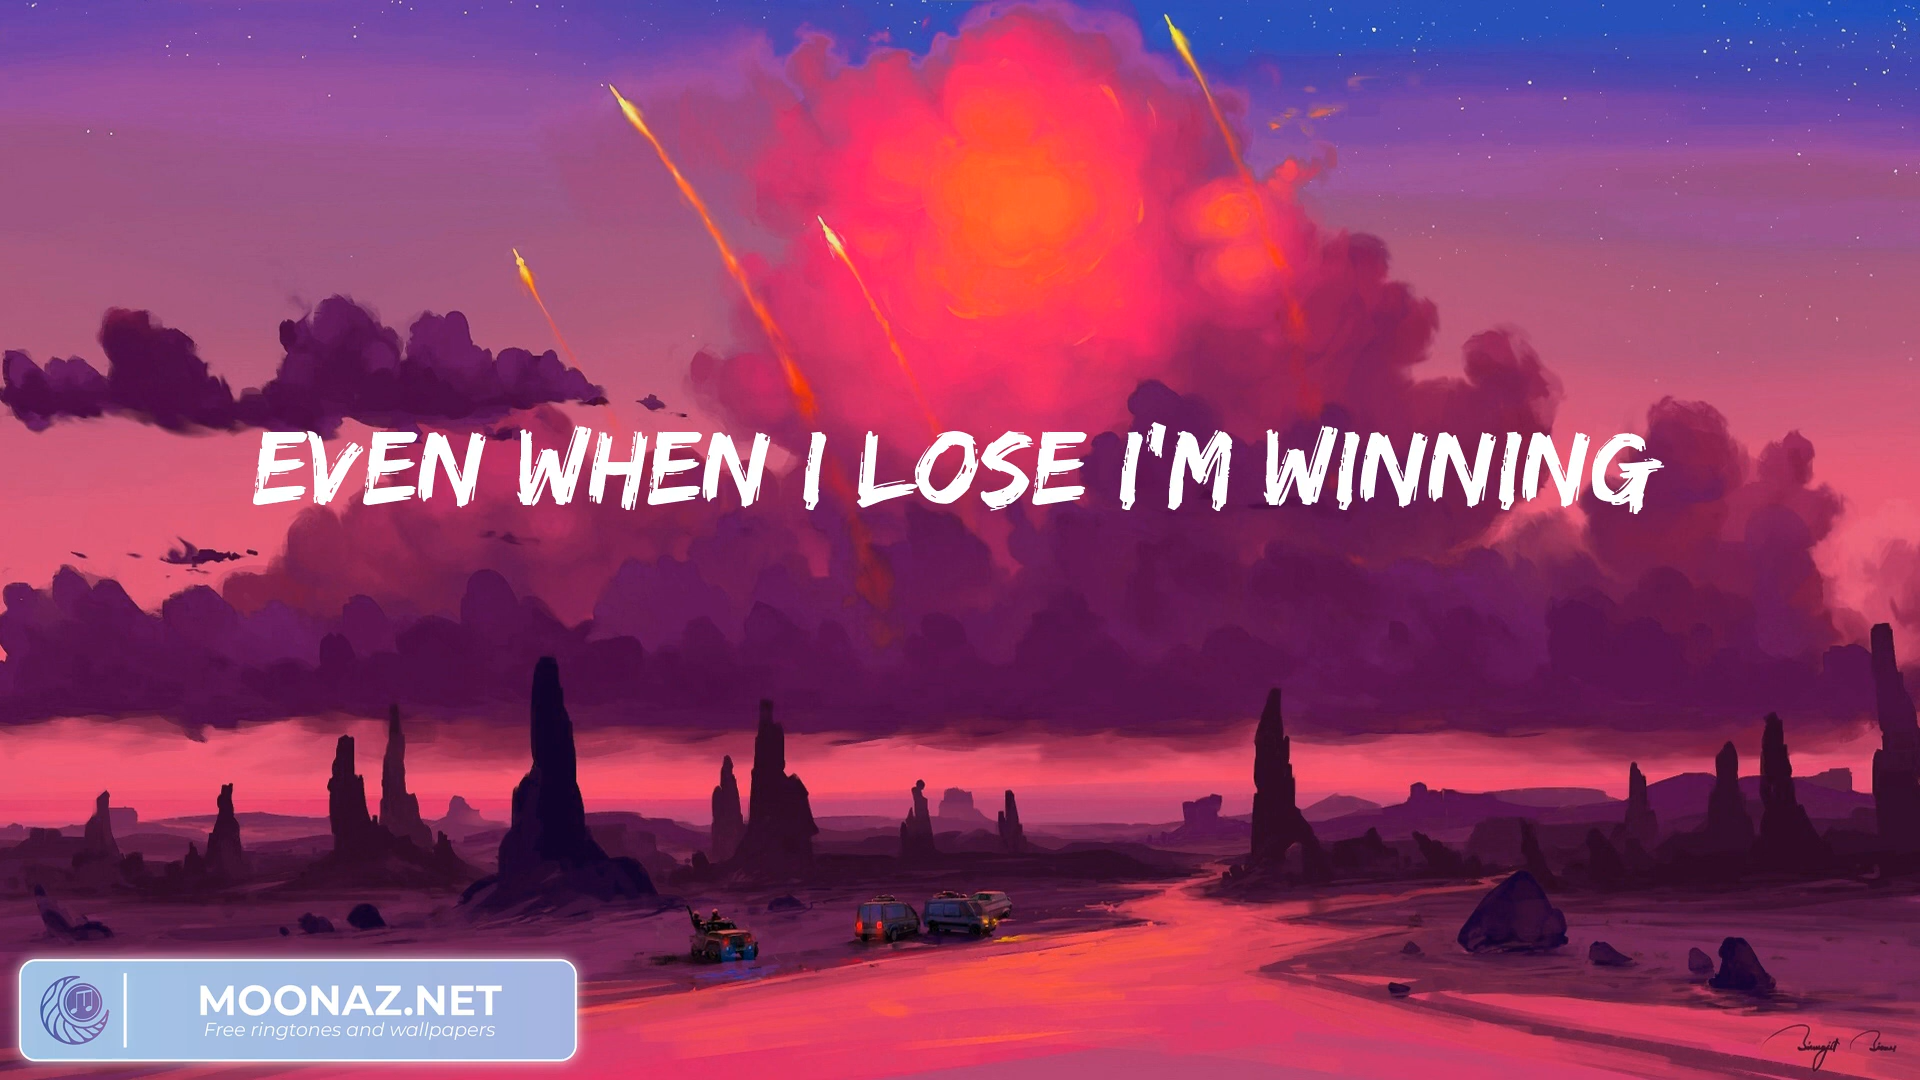 EVEN WHEN I LOSE I'M WINNING
MOONAZ.NET
Free ringtones and wallpapers